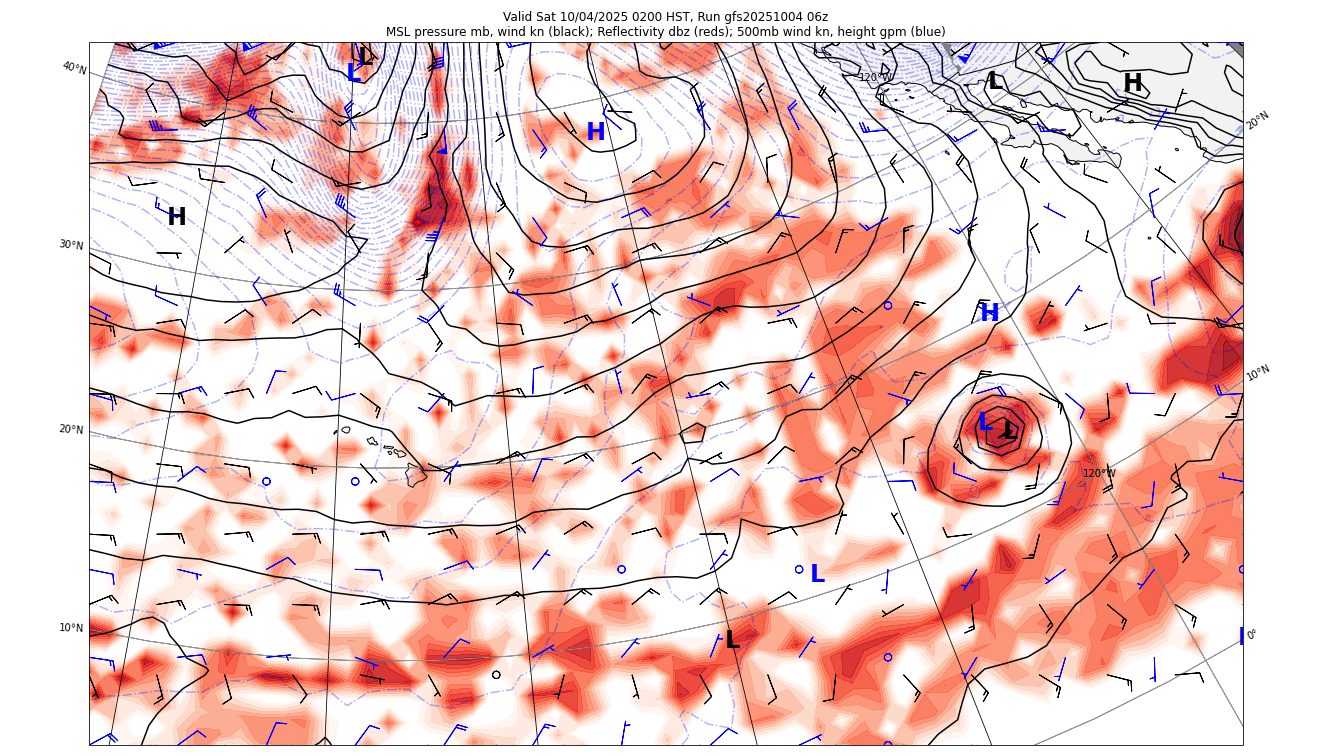 Valid Sat 10/04/2025 0200 HST, Run gfs20251004 06z
MSL pressure mb, wind kn (black); Reflectivity dbz (reds); 500mb wind kn, height gpm (blue)
L
L
40°N
120°W
L
H
20°N
H
H
30°N
H
10°N
L
L
20°N
120°W
L
10°N
L
0°